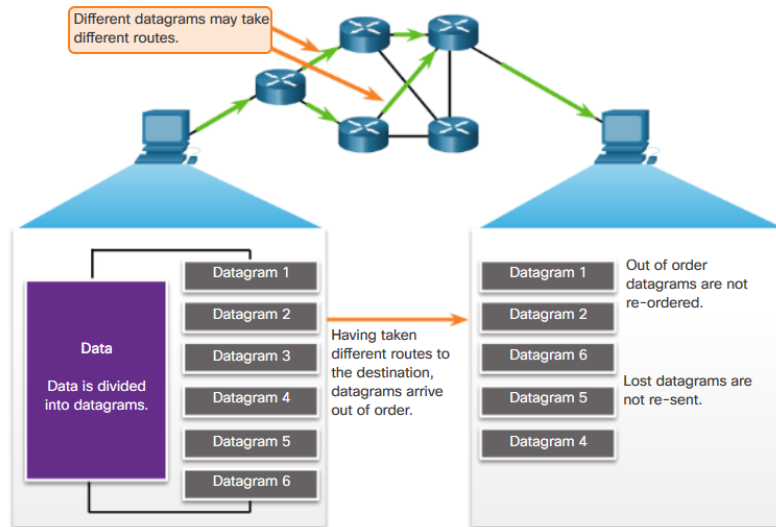 Different datagrams may take
different routes.
Data
Data is divided
into datagrams.
Datagram 1
Datagram 2
Datagram 3
Datagram 4
Datagram 5
Datagram 6
Having taken
different routes to
the destination,
datagrams arrive
out of order.
Datagram 1
Datagram 2
Datagram 6
Datagram 5
Datagram 4
Out of order
datagrams are not
re-ordered.
Lost datagrams are
not re-sent.